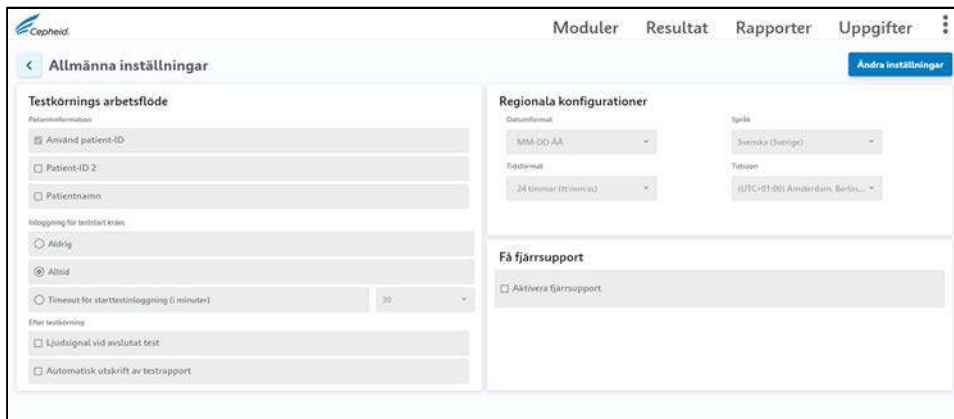 Cepheid.
Moduler Resultat Rapporter Uppgifter
Allmänna inställningar
Ändra inställningar
Testkörnings arbetsflöde
Patientinformation
Använd patient-ID
Patient-ID 2
Patientnamn
Inloggning för teststart krävs
Aldrig
Alltid
Timeout för starttestinloggning (i minuter)
30
Efter testkörning
Ljudsignal vid avslutat test
Automatisk utskrift av testrapport
Regionala konfigurationer
Datumformat
Språk
MM-DD-ÅÅ
Svenska (Sverige)
Tidsformat
Tidszon
24 timmar (tt:mm:ss)
(UTC+01:00) Amsterdam, Berlin,...
Få fjärrsupport
Aktivera fjärrsupport